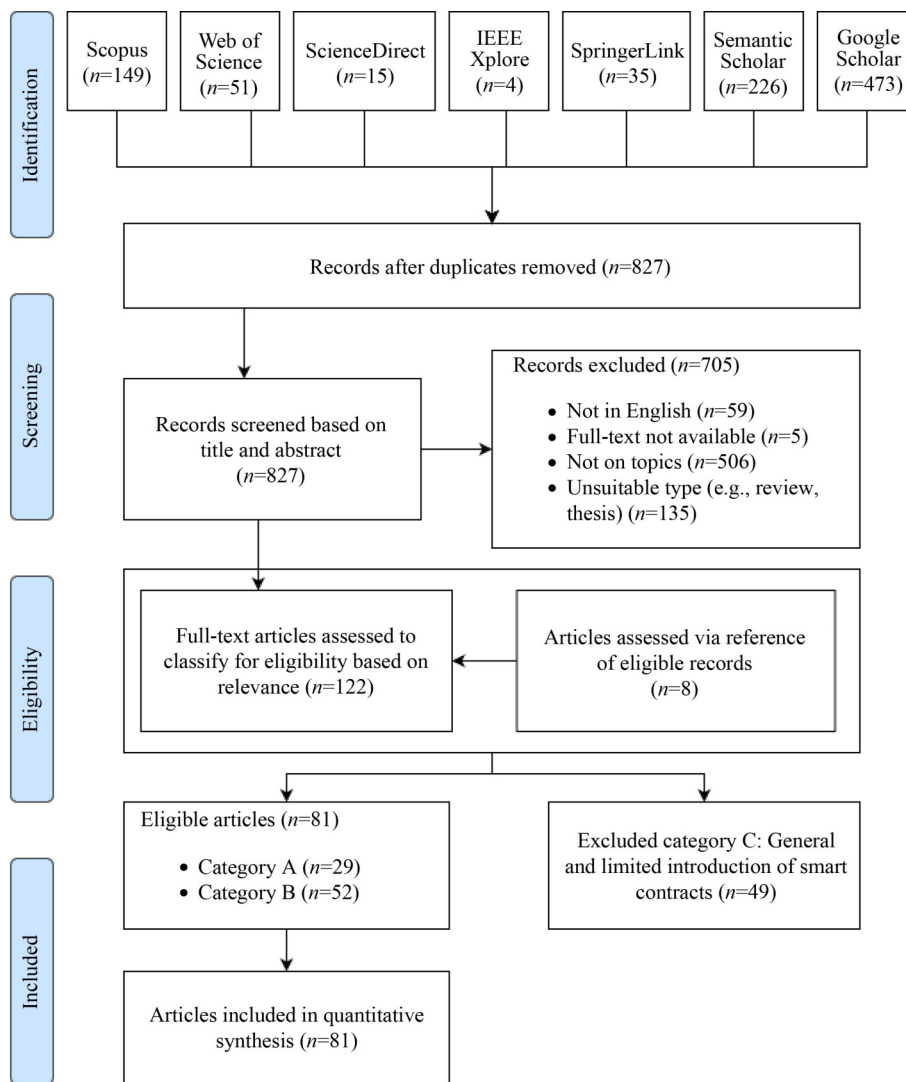 Identification
Scopus
(n=149)
Web of
Science
(n=51)
ScienceDirect
(n=15)
IEEE
Xplore
(n=4)
SpringerLink
(n=35)
Semantic
Scholar
(n=226)
Google
Scholar
(n=473)
Records after duplicates removed (n=827)
Screening
Records screened based on
title and abstract
(n=827)
Records excluded (n=705)
• Not in English (n=59)
• Full-text not available (n=5)
• Not on topics (n=506)
• Unsuitable type (e.g., review,
thesis) (n=135)
Eligibility
Full-text articles assessed to
classify for eligibility based on
relevance (n=122)
Articles assessed via reference
of eligible records
(n=8)
Eligible articles (n=81)
• Category A (n=29)
• Category B (n=52)
Excluded category C: General
and limited introduction of smart
contracts (n=49)
Included
Articles included in quantitative
synthesis (n=81)